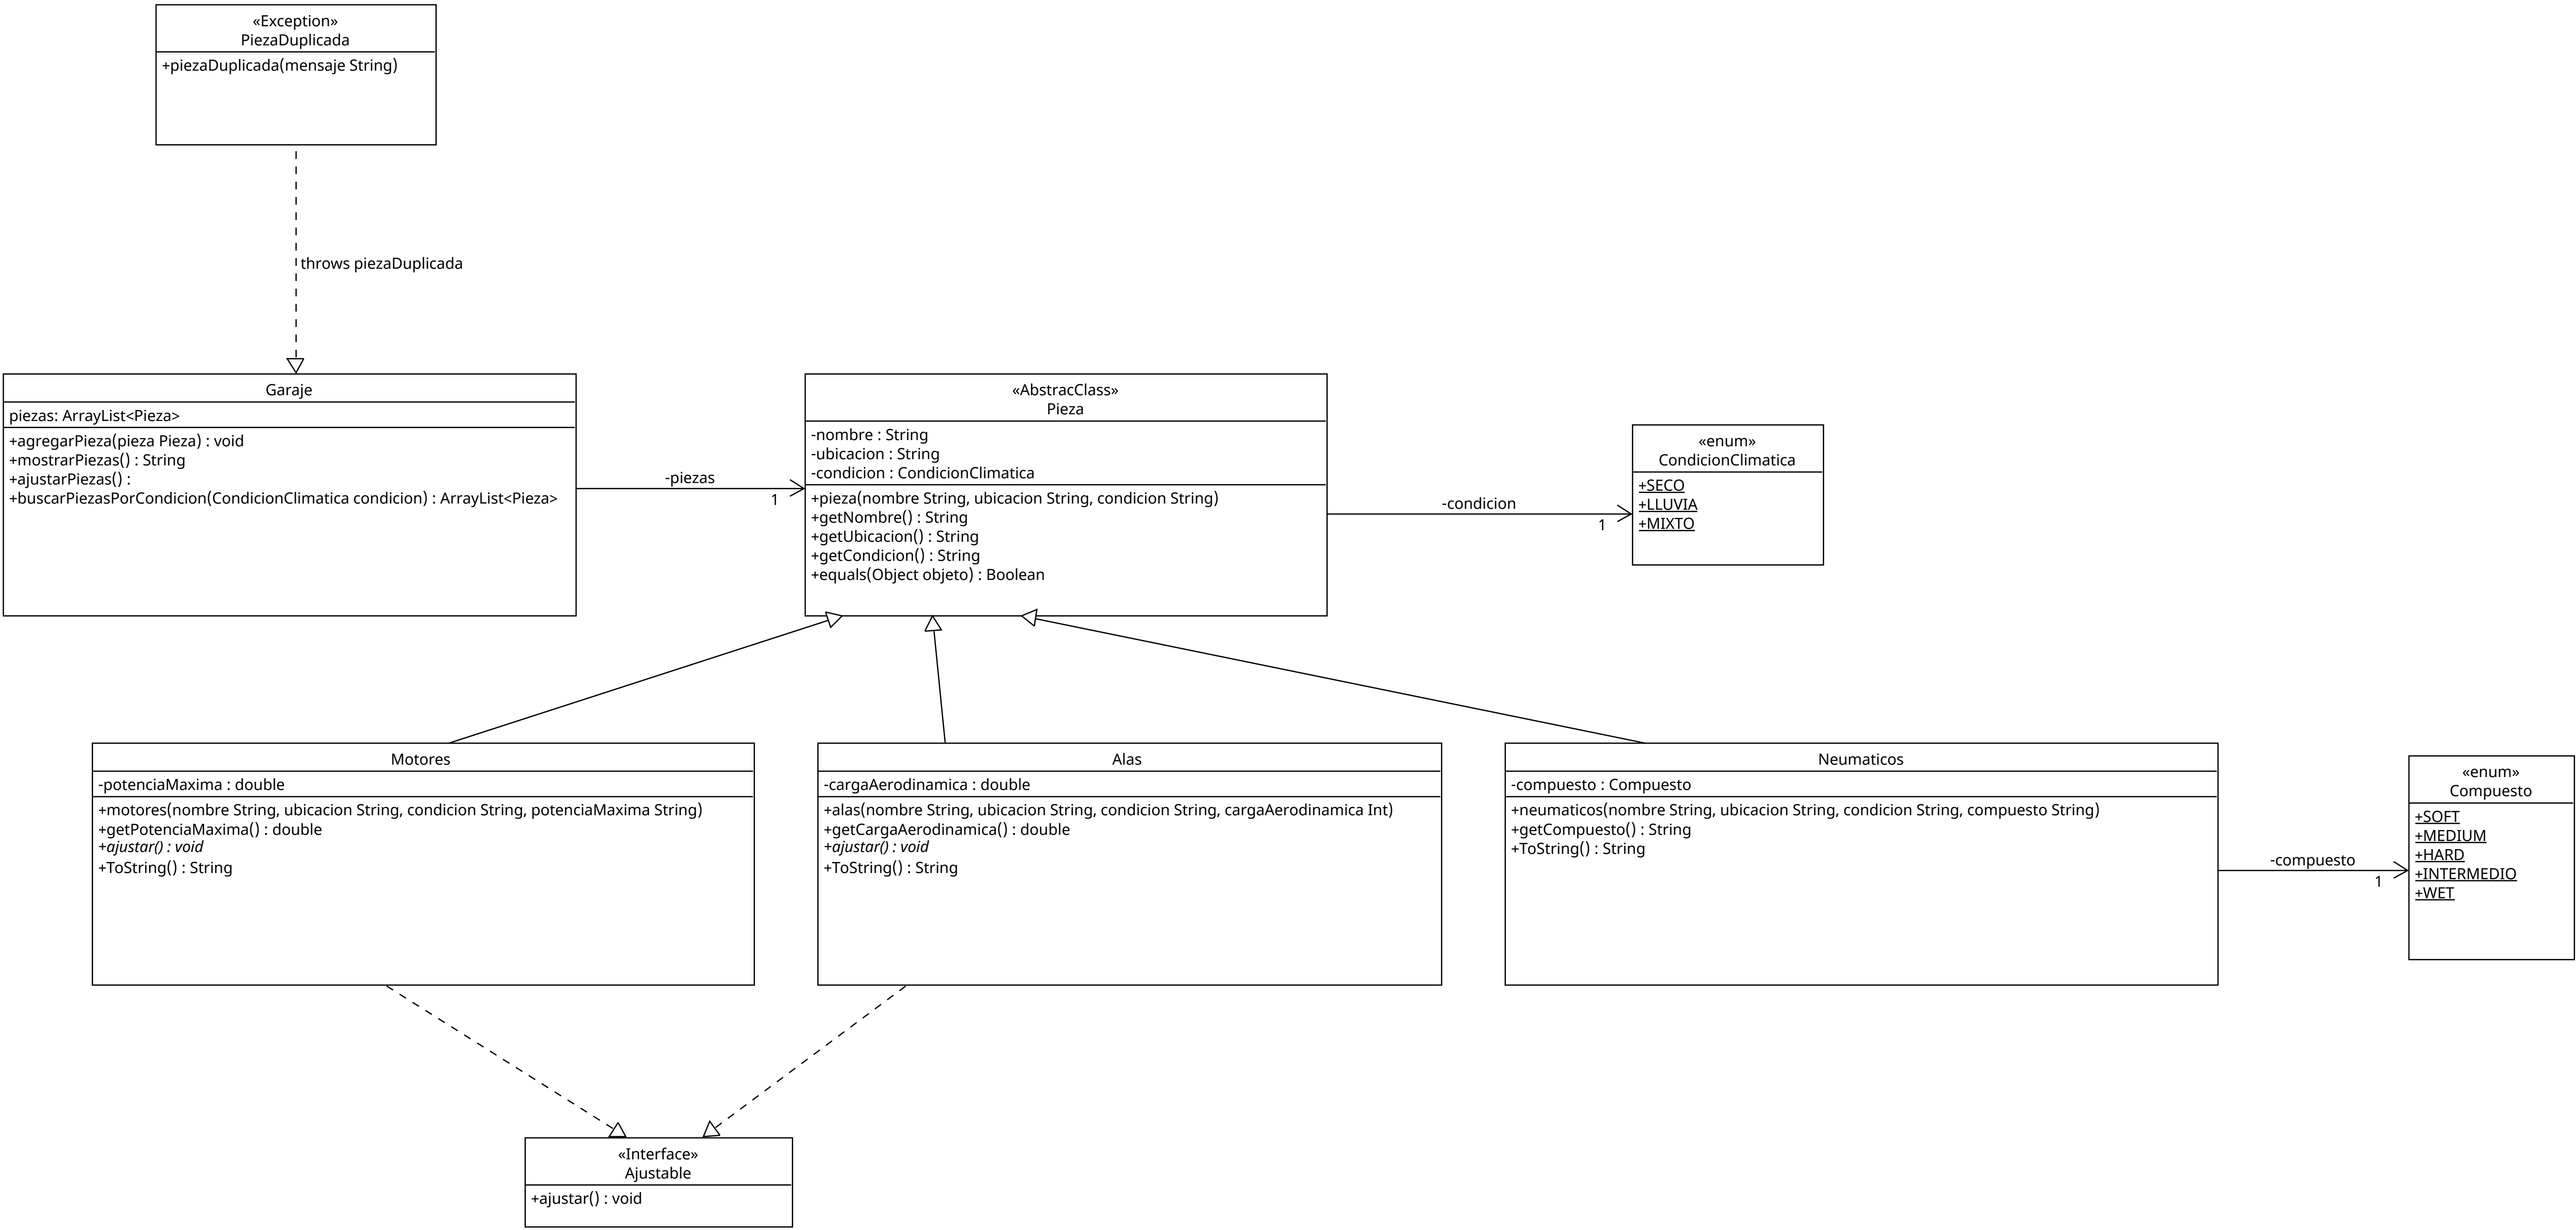 «Exception»
PiezaDuplicada
+piezaDuplicada(mensaje String)
throws piezaDuplicada
Garaje
piezas: ArrayList<Pieza>
+agregarPieza(pieza Pieza) : void
+mostrarPiezas() : String
+ajustarPiezas() :
+buscarPiezasPorCondicion(CondicionClimatica condicion) : ArrayList<Pieza>
-piezas
1
«AbstracClass»
Pieza
-nombre : String
-ubicacion : String
-condicion : CondicionClimatica
+pieza(nombre String, ubicacion String, condicion String)
+getNombre() : String
+getUbicacion() : String
+getCondicion() : String
+equals(Object objeto) : Boolean
-condicion
1
«enum»
CondicionClimatica
+SECO
+LLUVIA
+MIXTO
Motores
-potenciaMaxima : double
+motores(nombre String, ubicacion String, condicion String, potenciaMaxima String)
+getPotenciaMaxima() : double
+ajustar() : void
+ToString() : String
Alas
-cargaAerodinamica : double
+alas(nombre String, ubicacion String, condicion String, cargaAerodinamica Int)
+getCargaAerodinamica() : double
+ajustar() : void
+ToString() : String
Neumaticos
-compuesto : Compuesto
+neumaticos(nombre String, ubicacion String, condicion String, compuesto String)
+getCompuesto() : String
+ToString() : String
-compuesto
1
«enum»
Compuesto
+SOFT
+MEDIUM
+HARD
+INTERMEDIO
+WET
«Interface»
Ajustable
+ajustar() : void